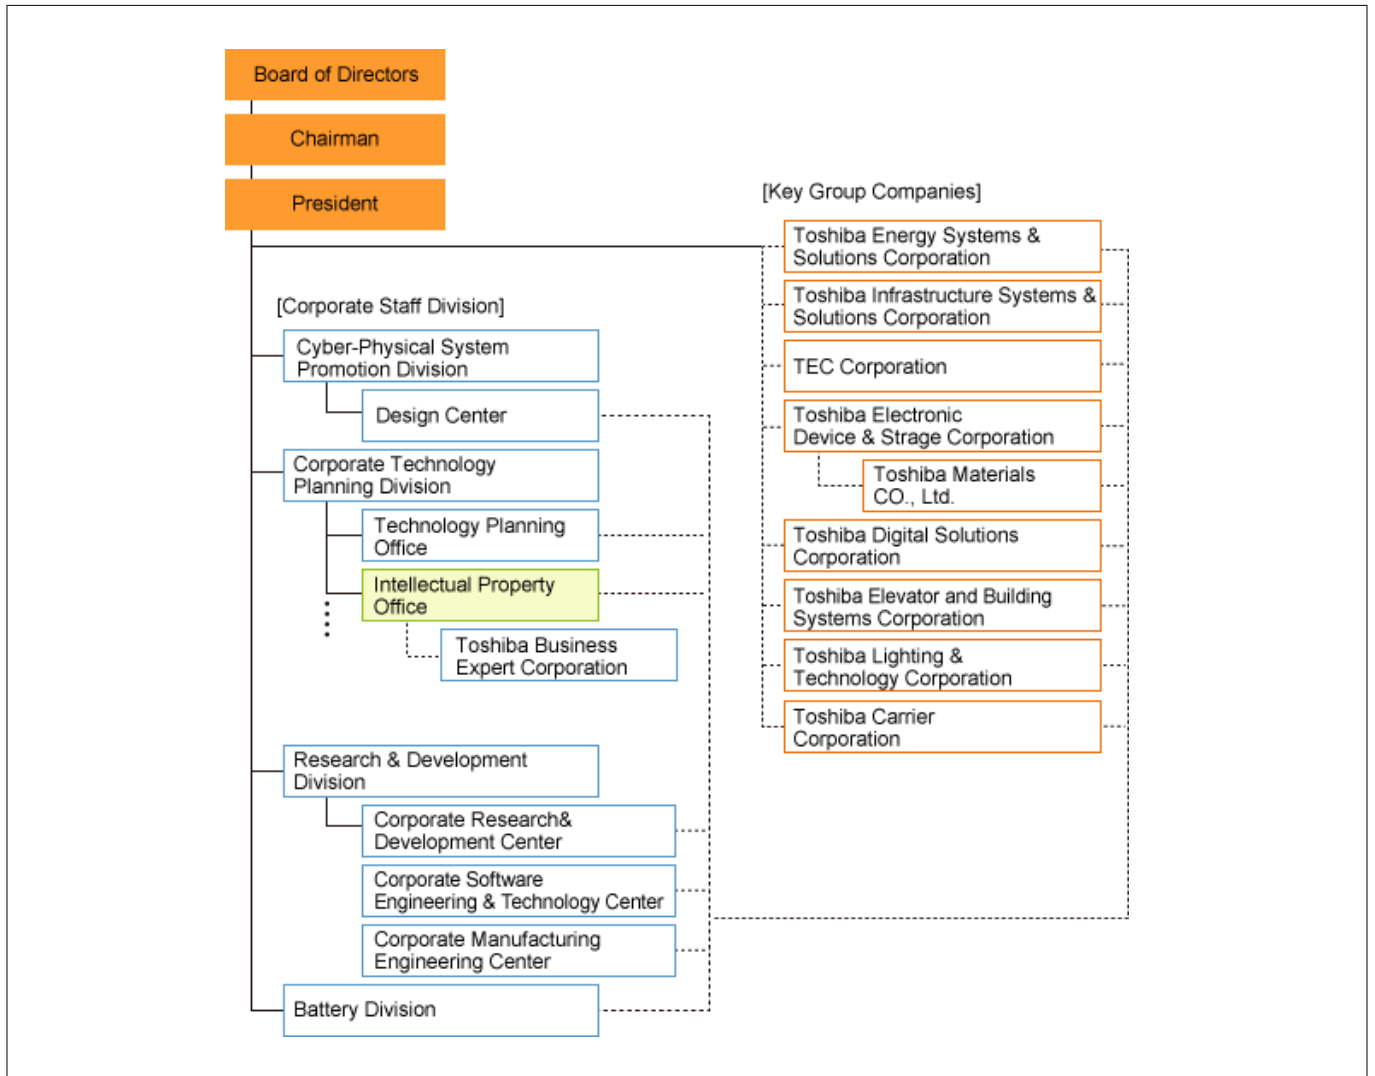 Board of Directors
Chairman
President
[Corporate Staff Division]
Cyber-Physical System
Promotion Division
Design Center
Corporate Technology
Planning Division
Technology Planning
Office
Intellectual Property
Office
Toshiba Business
Expert Corporation
Research & Development
Division
Corporate Research&
Development Center
Corporate Software
Engineering & Technology Center
Corporate Manufacturing
Engineering Center
Battery Division
[Key Group Companies]
Toshiba Energy Systems &
Solutions Corporation
Toshiba Infrastructure Systems &
Solutions Corporation
TEC Corporation
Toshiba Electronic
Device & Strage Corporation
Toshiba Materials
CO., Ltd.
Toshiba Digital Solutions
Corporation
Toshiba Elevator and Building
Systems Corporation
Toshiba Lighting &
Technology Corporation
Toshiba Carrier
Corporation